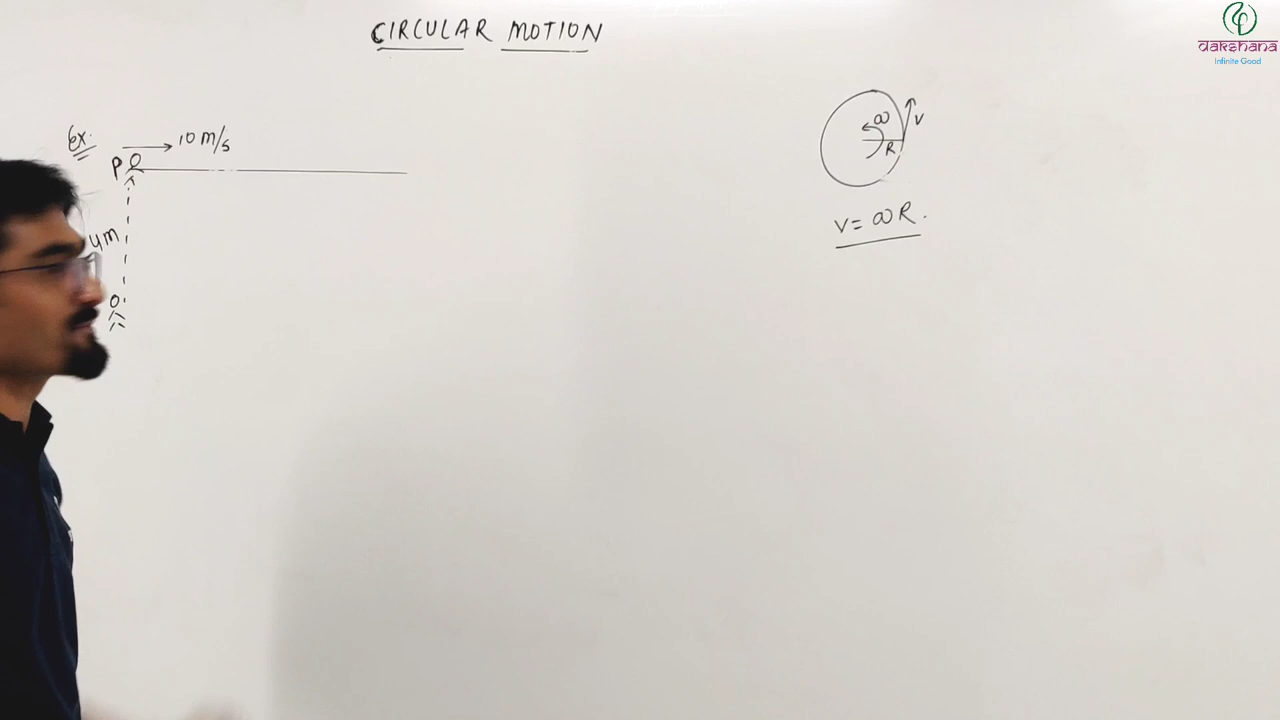 CIRCULAR MOTION
dakshana
Infinite Good
Ex.
10 m/s
P
4m
O
ω
V
R
V = ωR.